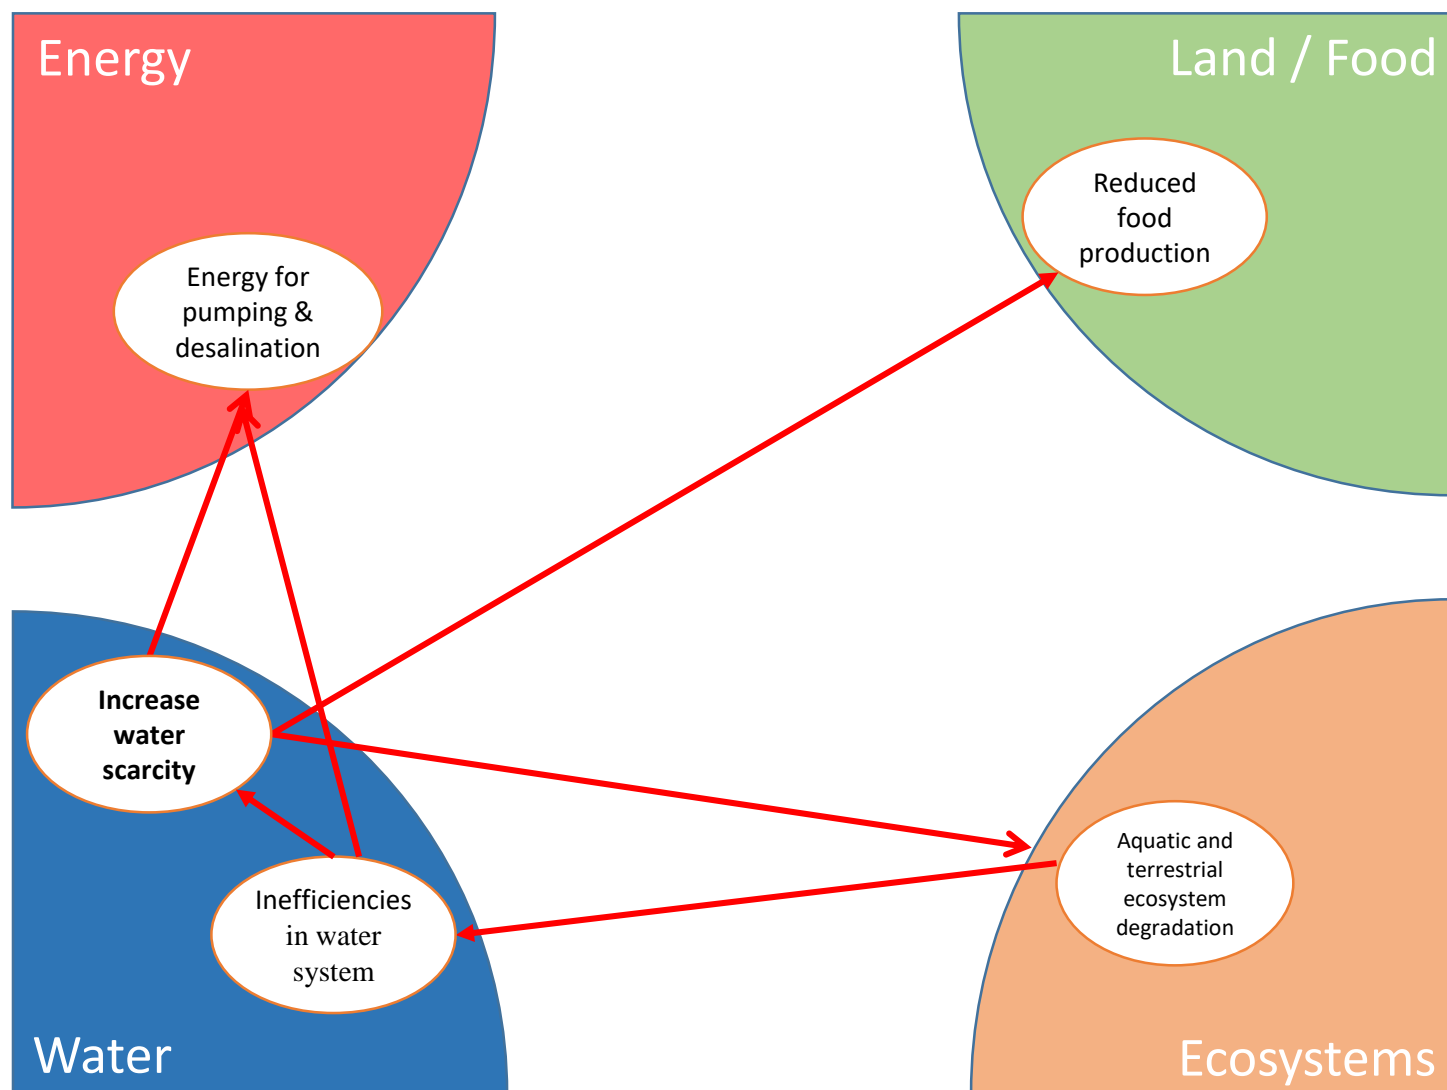 Energy
Land / Food
Reduced
food
production
Energy for
pumping &
desalination
Increase
water
scarcity
Aquatic and
terrestrial
ecosystem
degradation
Inefficiencies
in water
system
Water
Ecosystems